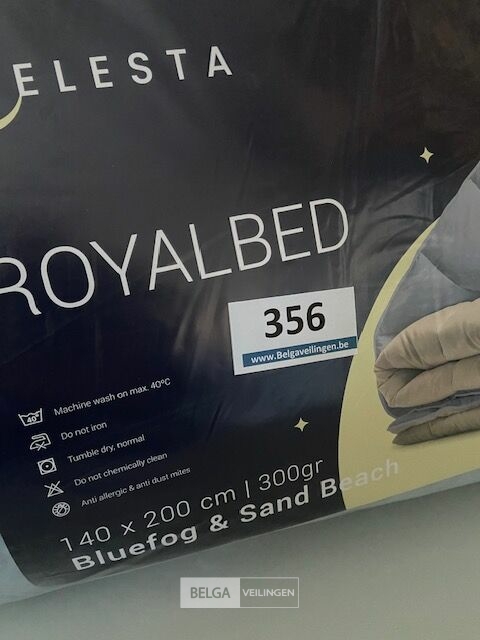 ELESTA
ROYALBED
356
www.Belgaveilingen.be
40°
Machine wash on max. 40ºC
Do not iron
Tumble dry, normal
Do not chemically clean
Anti allergic & anti dust mites
140 x 200 cm | 300gr
Bluefog & Sand Beach
BELGA VEILINGEN